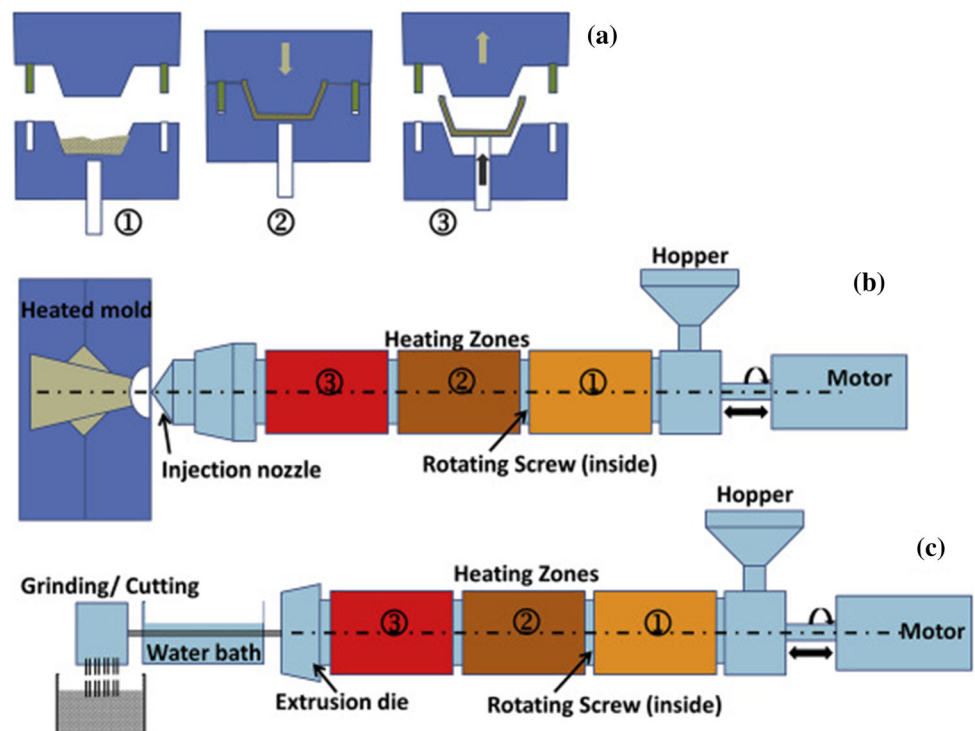 (a)
①
②
③
Hopper
(b)
Heated mold
Heating Zones
③
②
①
Motor
Injection nozzle
Rotating Screw (inside)
Hopper
(c)
Grinding/ Cutting
Heating Zones
③
②
①
Motor
Water bath
Extrusion die
Rotating Screw (inside)